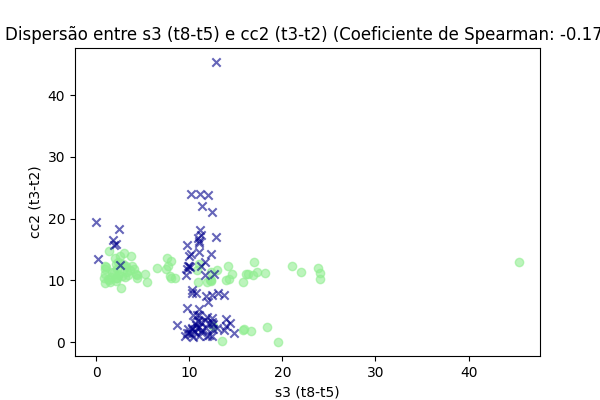 Dispersão entre s3 (t8-t5) e cc2 (t3-t2) (Coeficiente de Spearman: -0.17
40
30
20
10
0
cc2 (t3-t2)
0 10 20 30 40
s3 (t8-t5)